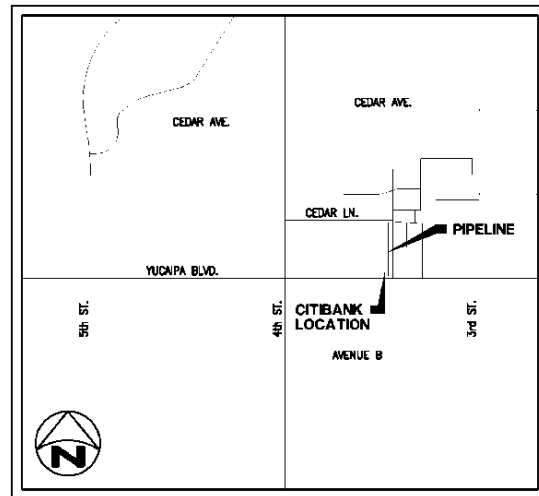 CEDAR AVE.
CEDAR AVE.
CEDAR LN.
PIPELINE
YUCAIPA BLVD.
5th ST.
4th ST.
CITIBANK
LOCATION
3rd ST.
AVENUE B
N